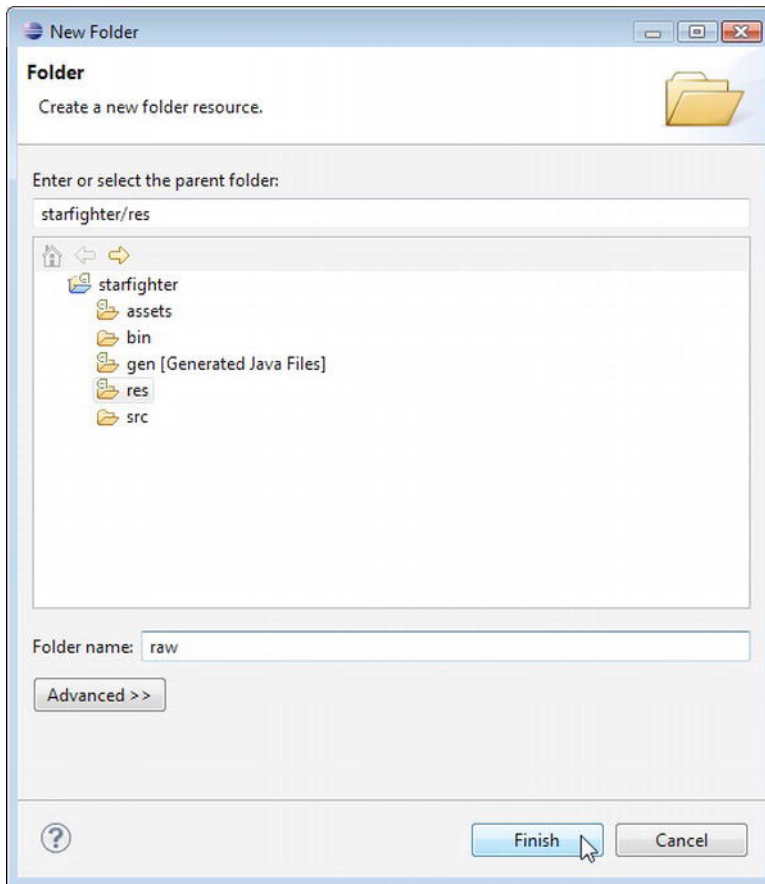 New Folder
Folder
Create a new folder resource.
Enter or select the parent folder:
starfighter/res
starfighter
assets
bin
gen [Generated Java Files]
res
src
Folder name: raw
Advanced >>
? Finish Cancel